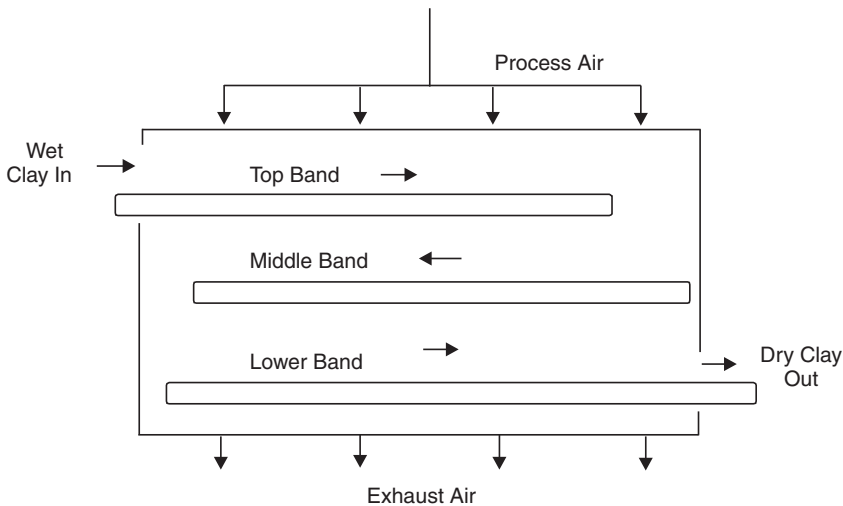 Process Air
Wet
Clay In
Top Band
Middle Band
Lower Band
Dry Clay
Out
Exhaust Air